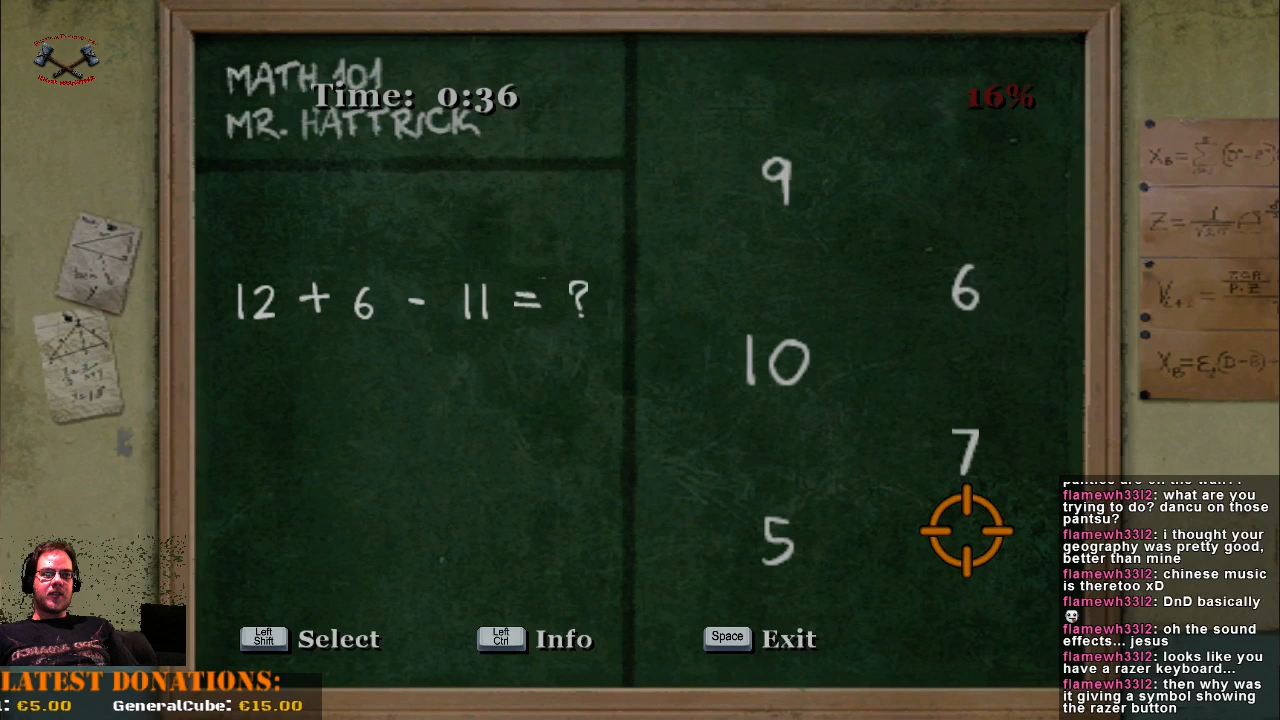 MATH 101
Time: 0:36
MR. HATTRICK
16%
9
6
12 + 6 - 11 = ?
10
7
5
Left Shift Select
Left Ctrl Info
Space Exit
flamewh33l2: what are you
trying to do? dancu on those
pantsu?
flamewh33l2: i thought your
geography was pretty good,
better than mine
flamewh33l2: chinese music
is theretoo xD
flamewh33l2: DnD basically
flamewh33l2: oh the sound
effects... jesus
flamewh33l2: looks like you
have a razer keyboard...
flamewh33l2: then why was
it giving a symbol showing
the razer button
LATEST DONATIONS:
: €5.00 GeneralCube: €15.00